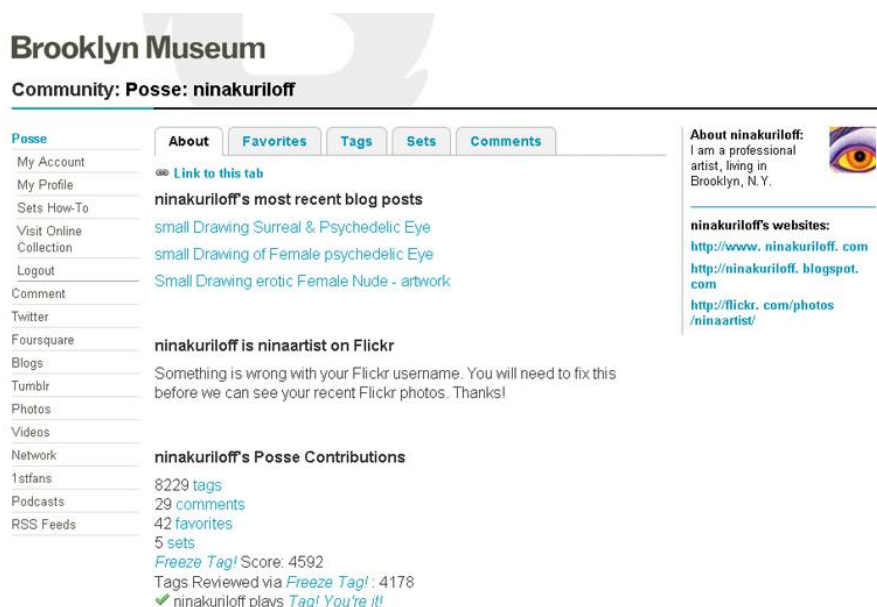 Brooklyn Museum
Community: Posse: ninakuriloff
Posse
My Account
My Profile
Sets How-To
Visit Online
Collection
Logout
Comment
Twitter
Foursquare
Blogs
Tumblr
Photos
Videos
Network
1stfans
Podcasts
RSS Feeds
About
Favorites
Tags
Sets
Comments
Link to this tab
ninakuriloff's most recent blog posts
small Drawing Surreal & Psychedelic Eye
small Drawing of Female psychedelic Eye
Small Drawing erotic Female Nude - artwork
ninakuriloff is ninaartist on Flickr
Something is wrong with your Flickr username. You will need to fix this
before we can see your recent Flickr photos. Thanks!
ninakuriloff's Posse Contributions
8229 tags
29 comments
42 favorites
5 sets
Freeze Tag! Score: 4592
Tags Reviewed via Freeze Tag! : 4178
ninakuriloff plays Tag! You're it!
About ninakuriloff:
I am a professional
artist, living in
Brooklyn, N.Y.
ninakuriloff's websites:
http://www. ninakuriloff. com
http://ninakuriloff. blogspot.
com
http://flickr. com/photos
/ninaartist/